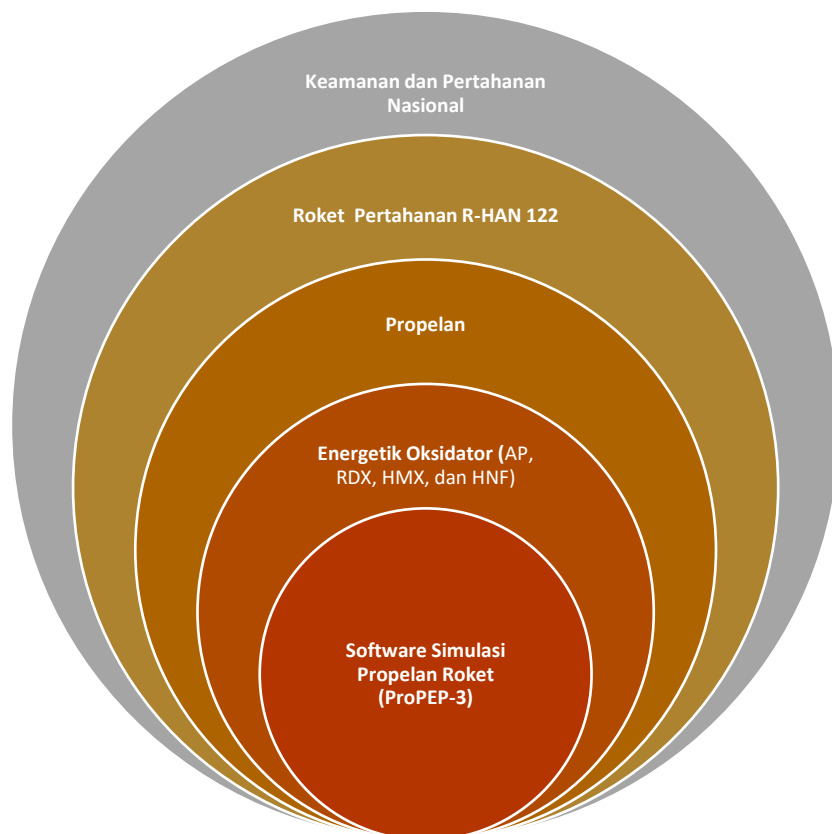 Keamanan dan Pertahanan
Nasional
Roket  Pertahanan R-HAN 122
Propelan
Energetik Oksidator (AP,
RDX, HMX, dan HNF)
Software Simulasi
Propelan Roket
(ProPEP-3)